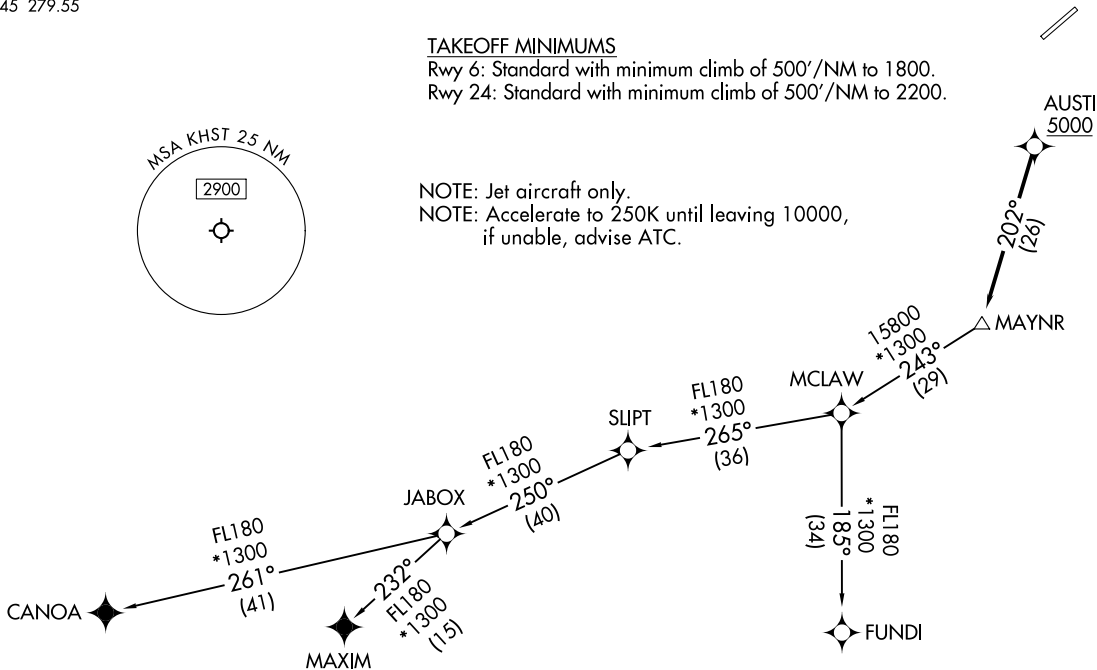 45 279.55
TAKEOFF MINIMUMS
Rwy 6: Standard with minimum climb of 500'/NM to 1800.
Rwy 24: Standard with minimum climb of 500'/NM to 2200.
AUSTI
5000
MSA KHST 25 NM
2900
NOTE: Jet aircraft only.
NOTE: Accelerate to 250K until leaving 10000,
if unable, advise ATC.
202°
(26)
MAYNR
15800
*1300
243°
(29)
MCLAW
FL180
*1300
265°
(36)
SLIPT
FL180
*1300
250°
(40)
JABOX
FL180
*1300
185°
(34)
FL180
*1300
261°
(41)
232°
FL180
*1300
(15)
CANOA
MAXIM
FUNDI